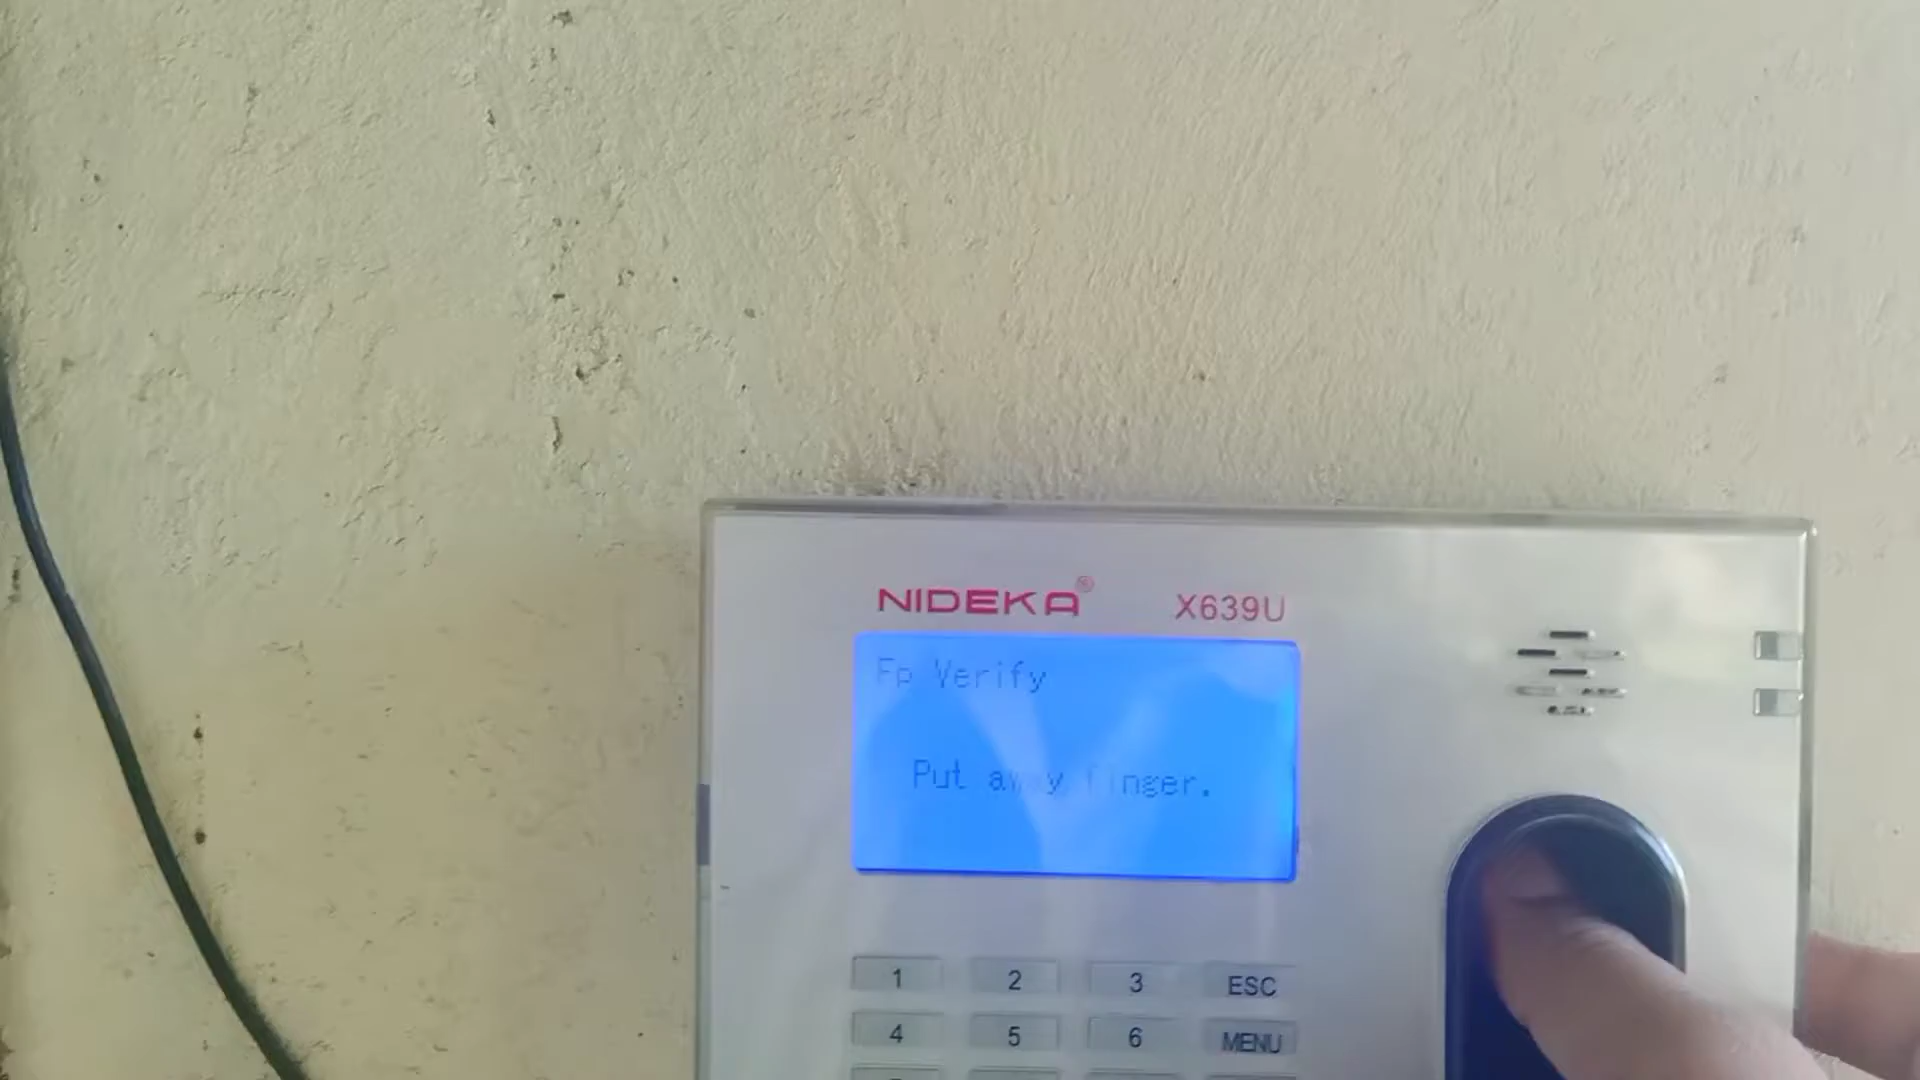 NIDEKA® X639U
Fp Verify
Put away finger.
1 2 3 ESC
4 5 6 MENU